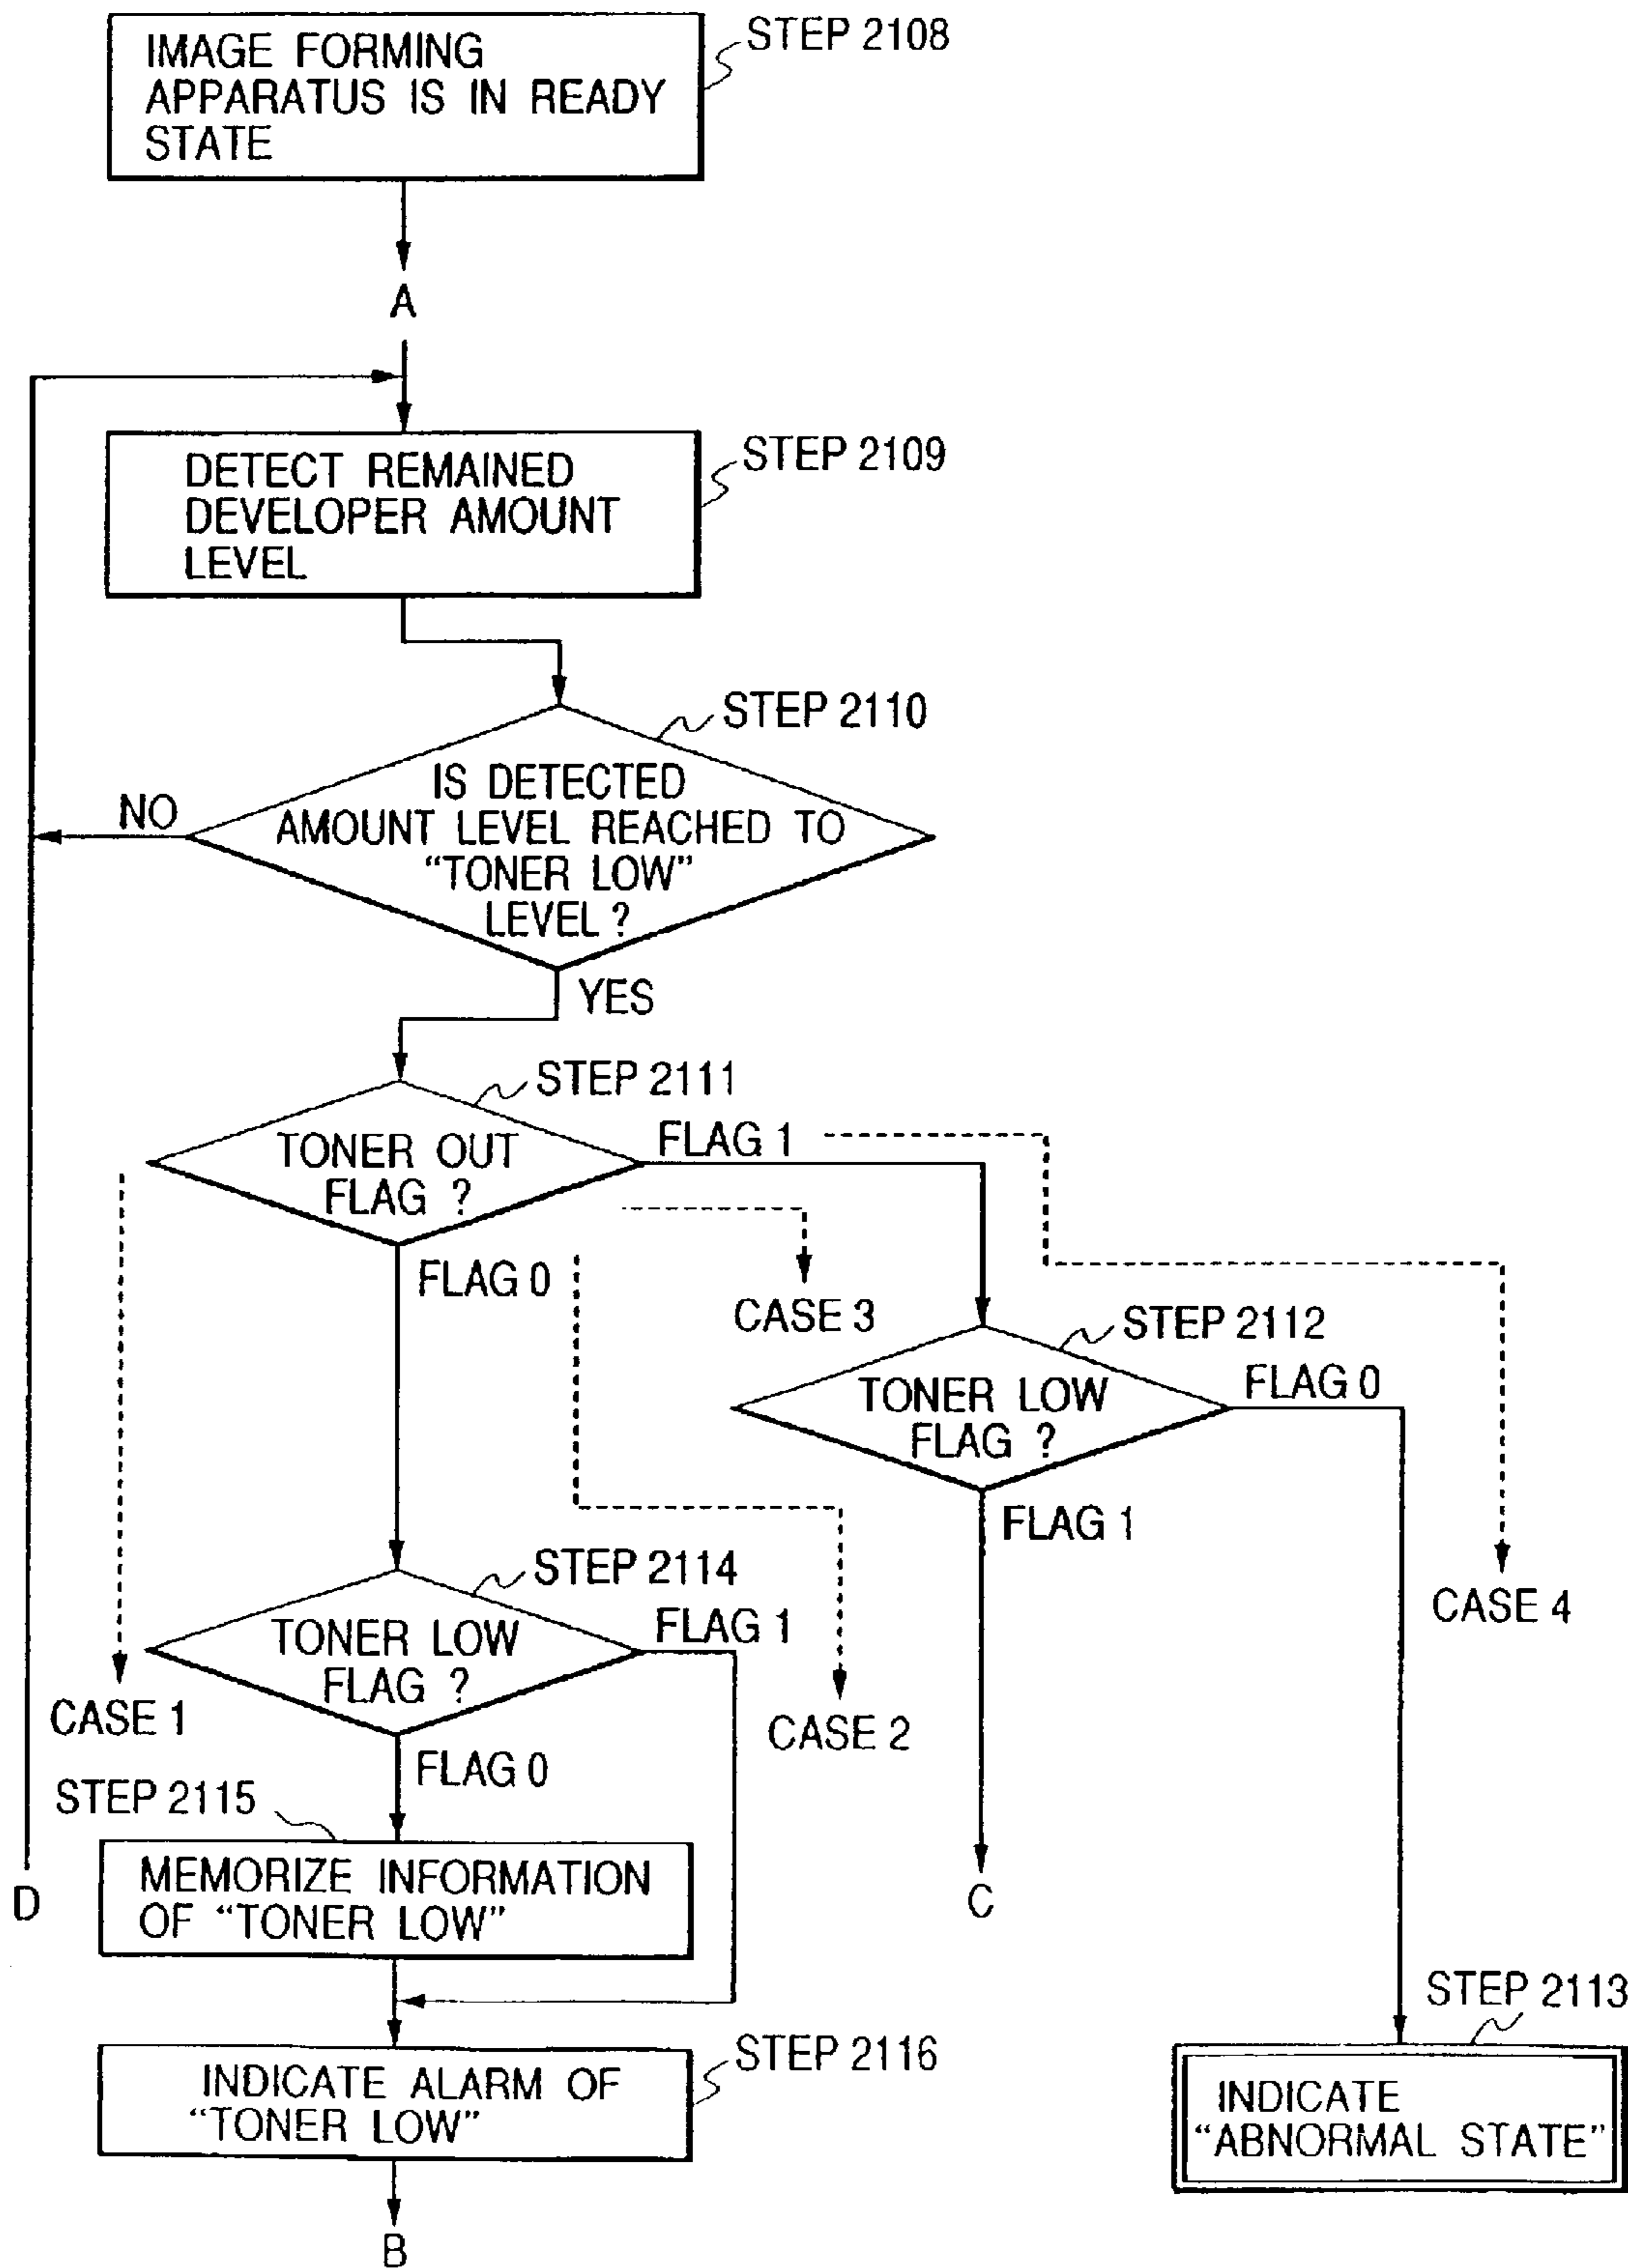 IMAGE FORMING
APPARATUS IS IN READY
STATE
STEP 2108
A
DETECT REMAINED
DEVELOPER AMOUNT
LEVEL
STEP 2109
STEP 2110
IS DETECTED
AMOUNT LEVEL REACHED TO
“TONER LOW”
LEVEL ?
NO
YES
STEP 2111
TONER OUT
FLAG ?
FLAG 1
FLAG 0
CASE 3
STEP 2112
TONER LOW
FLAG ?
FLAG 0
FLAG 1
CASE 4
STEP 2114
TONER LOW
FLAG ?
FLAG 1
CASE 1
CASE 2
FLAG 0
STEP 2115
MEMORIZE INFORMATION
OF “TONER LOW”
D
C
STEP 2116
INDICATE ALARM OF
“TONER LOW”
STEP 2113
INDICATE
“ABNORMAL STATE”
B